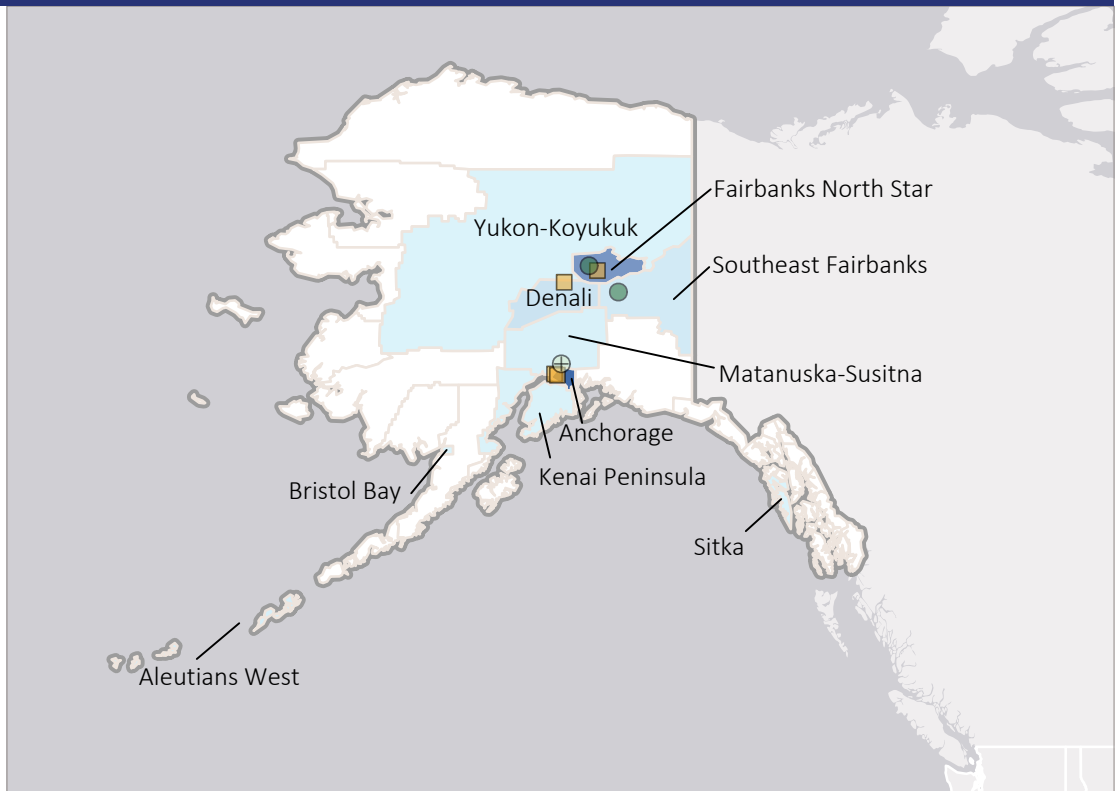 Fairbanks North Star
Yukon-Koyukuk
Southeast Fairbanks
Denali
Matanuska-Susitna
Anchorage
Kenai Peninsula
Bristol Bay
Sitka
Aleutians West